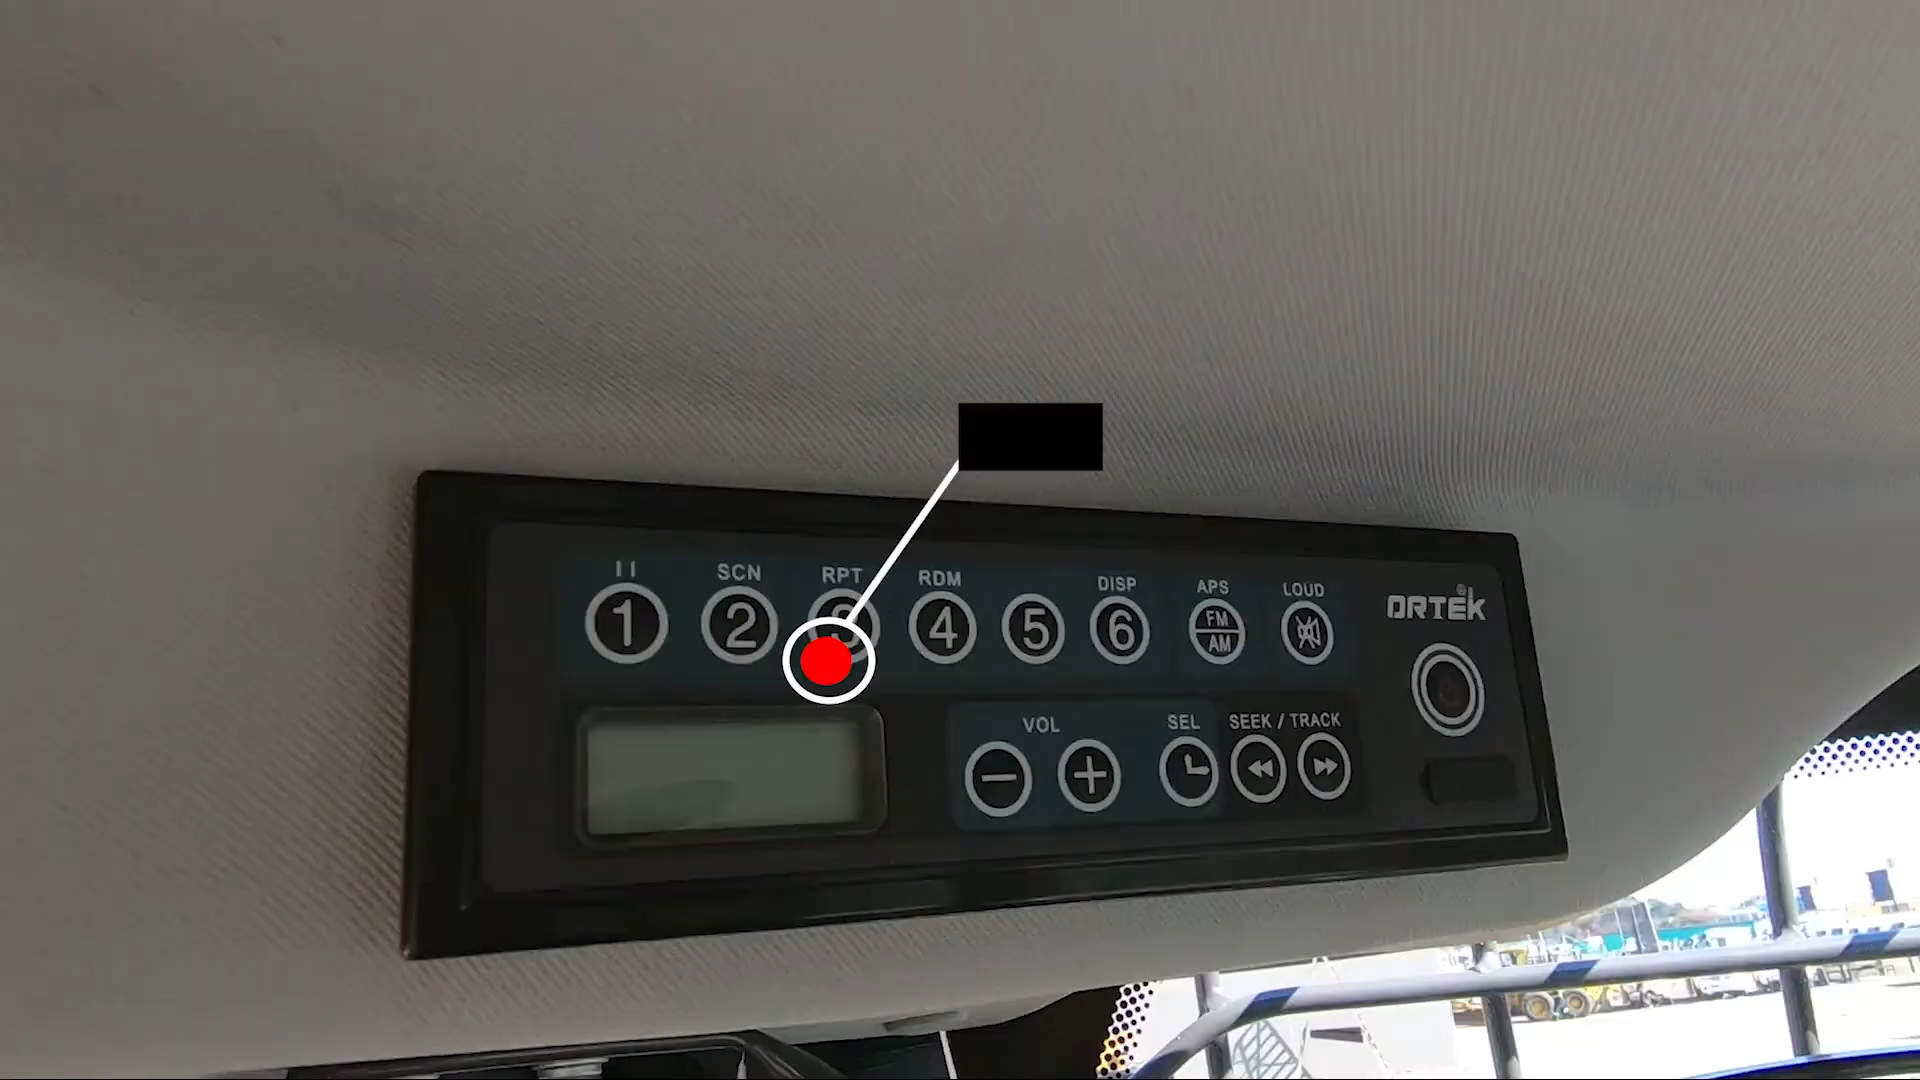 II SCN RPT RDM DISP APS LOUD
1 2 3 4 5 6 FM AM
ORTEK
VOL SEL SEEK / TRACK